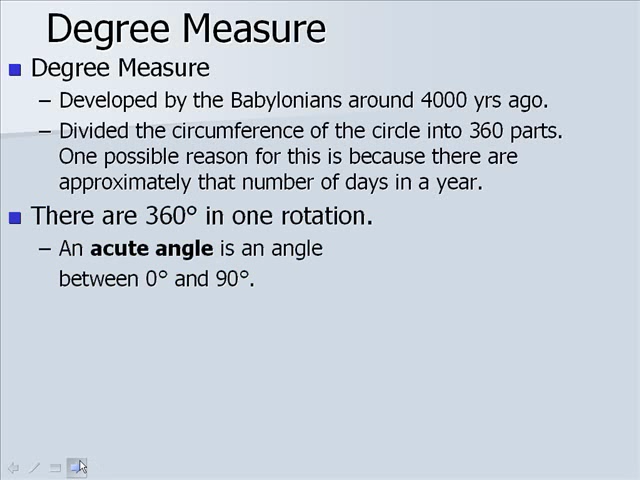 Degree Measure
Degree Measure
– Developed by the Babylonians around 4000 yrs ago.
– Divided the circumference of the circle into 360 parts.
One possible reason for this is because there are
approximately that number of days in a year.
There are 360° in one rotation.
– An acute angle is an angle
between 0° and 90°.